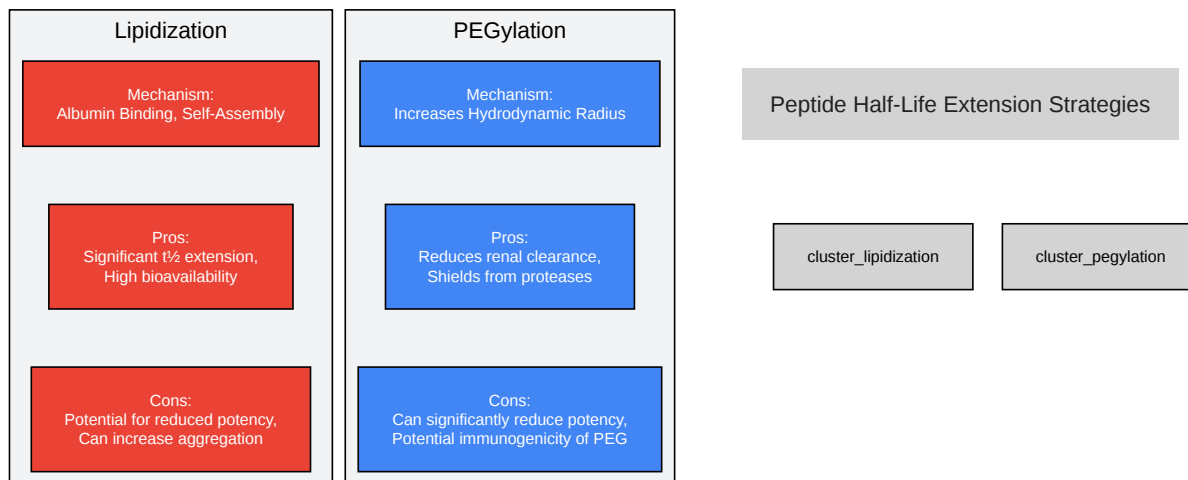 Lipidization
Mechanism:
Albumin Binding, Self-Assembly
Pros:
Significant t½ extension,
High bioavailability
Cons:
Potential for reduced potency,
Can increase aggregation
PEGylation
Mechanism:
Increases Hydrodynamic Radius
Pros:
Reduces renal clearance,
Shields from proteases
Cons:
Can significantly reduce potency,
Potential immunogenicity of PEG
Peptide Half-Life Extension Strategies
cluster_lipidization
cluster_pegylation